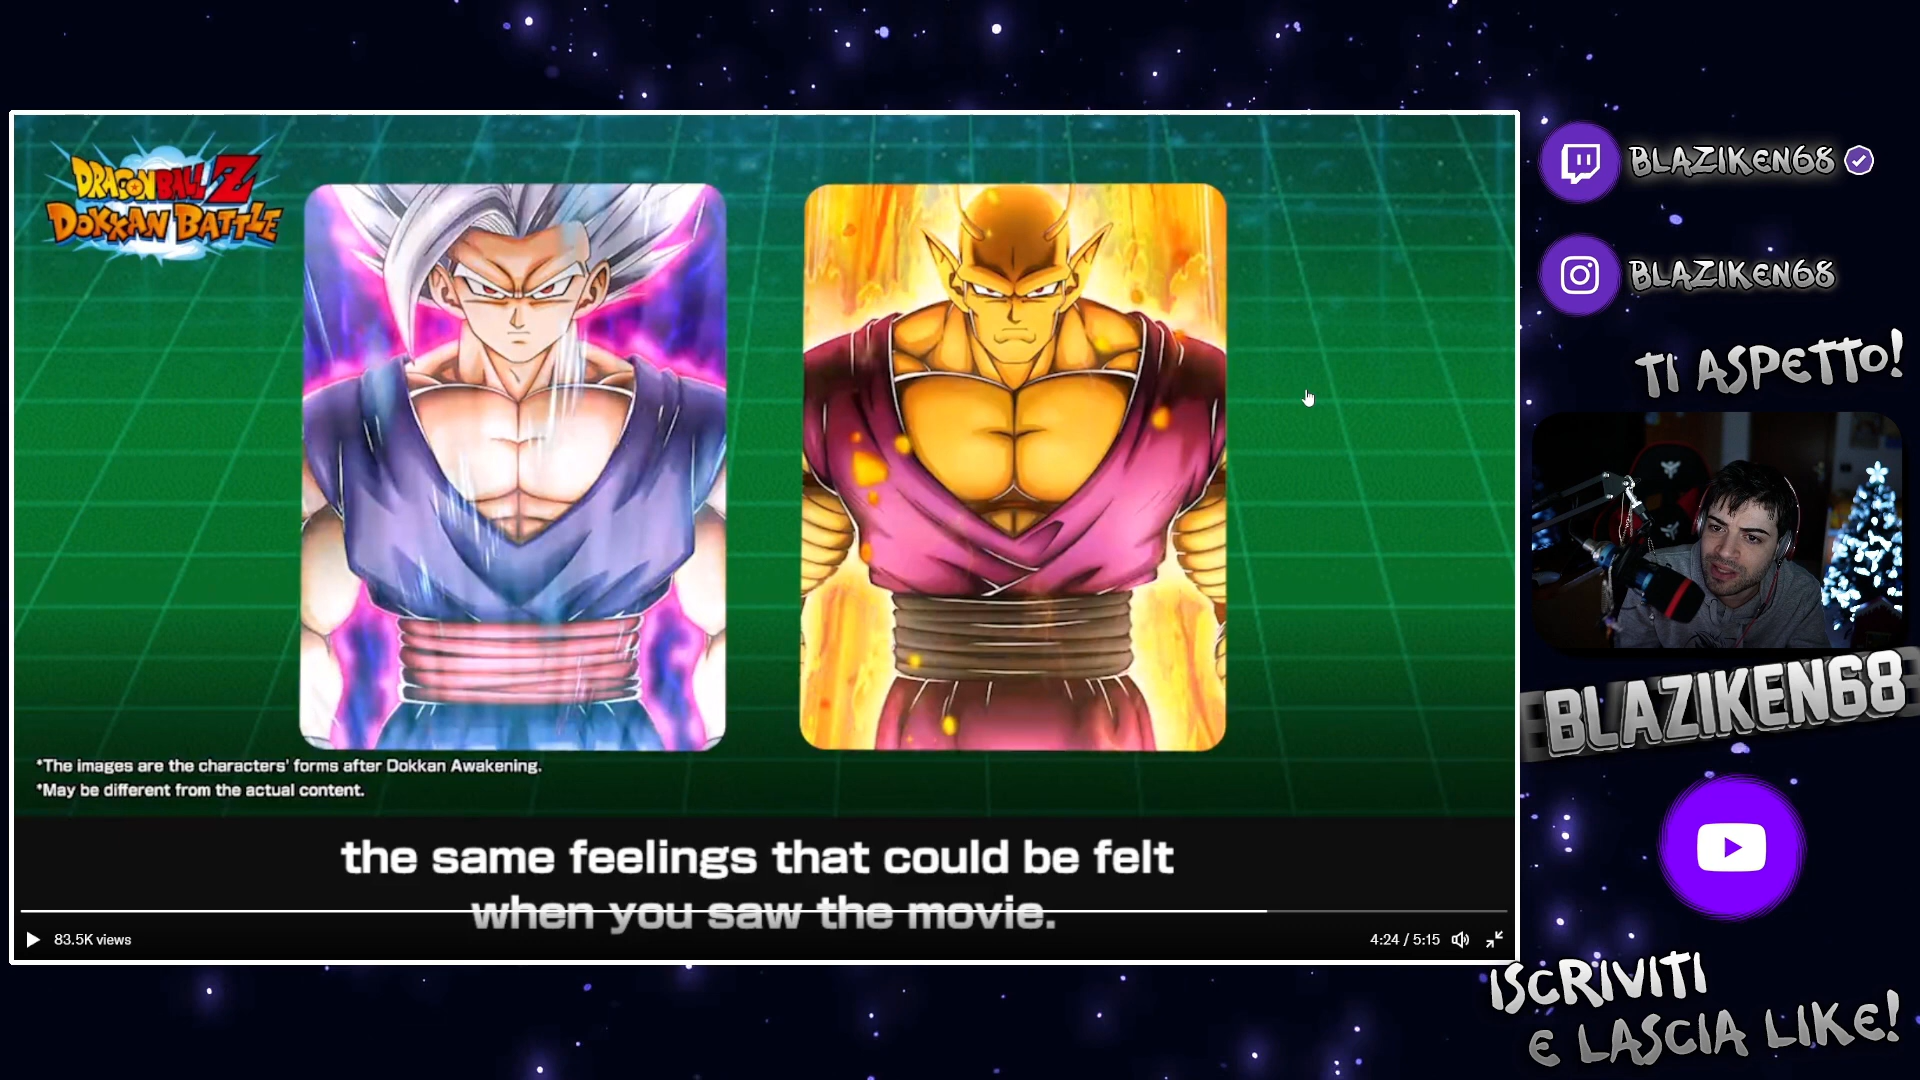 DRAGON BALL Z
DOKKAN BATTLE
*The images are the characters' forms after Dokkan Awakening.
*May be different from the actual content.
the same feelings that could be felt
when you saw the movie.
83.5K views
4:24 / 5:15
BLAZIKEN68
BLAZIKEN68
TI ASPETTO!
BLAZIKEN68
ISCRIVITI
E LASCIA LIKE!